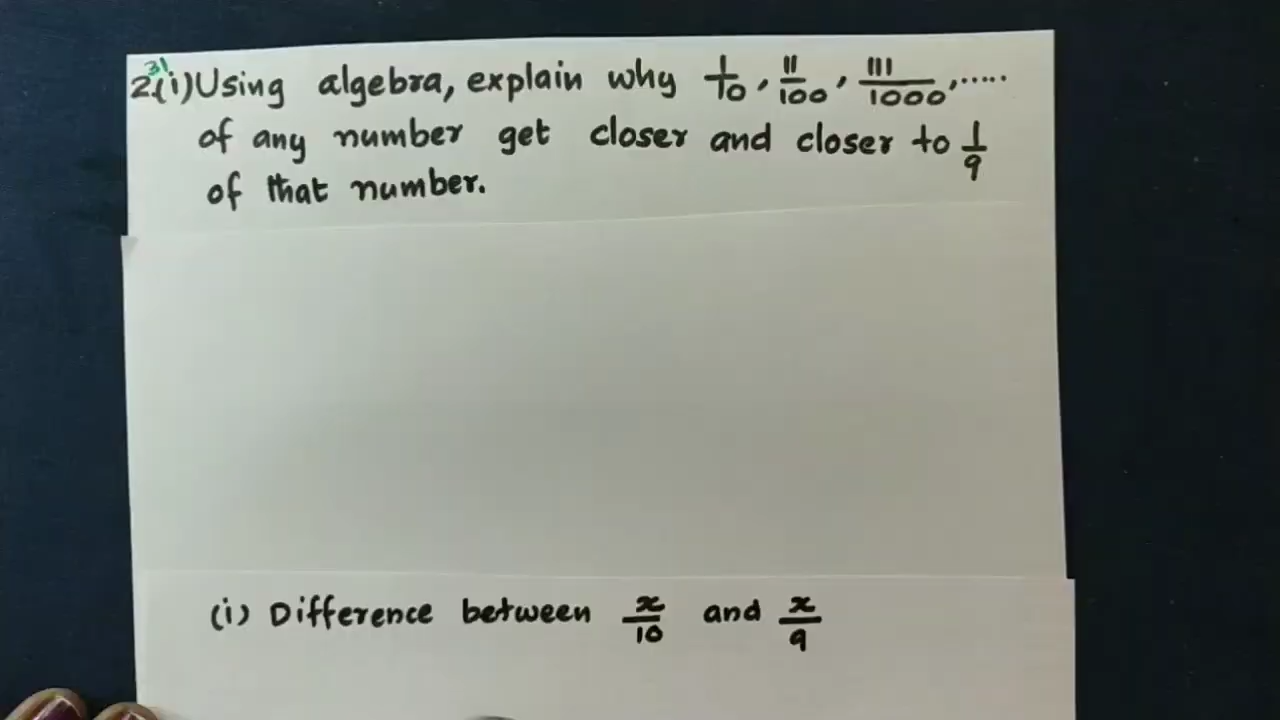 31
2(i) Using algebra, explain why 1/10, 11/100, 111/1000, .....
of any number get closer and closer to 1/9
of that number.
(i) Difference between x/10 and x/9